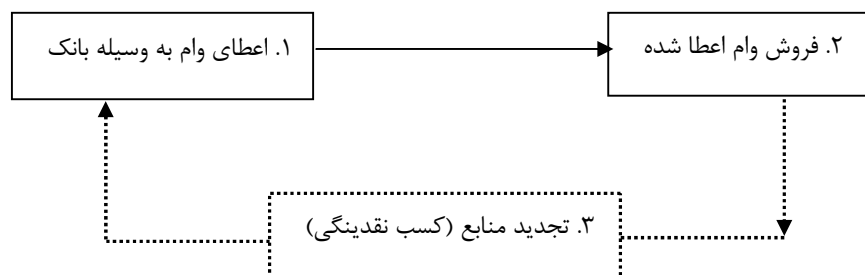 ۱. اعطای وام به وسیله بانک
۲. فروش وام اعطا شده
۳. تجدید منابع (کسب نقدینگی)